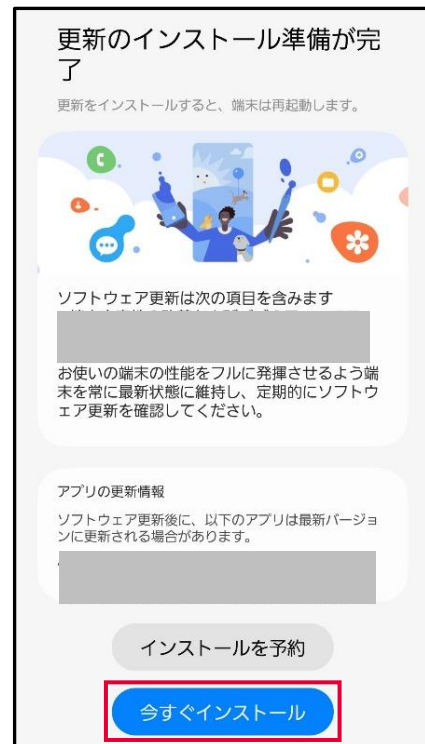 更新のインストール準備が完
了
更新をインストールすると、端末は再起動します。
ソフトウェア更新は次の項目を含みます
お使いの端末の性能をフルに発揮させるよう端
末を常に最新状態に維持し、定期的にソフトウ
ェア更新を確認してください。
アプリの更新情報
ソフトウェア更新後に、以下のアプリは最新バージョ
ンに更新される場合があります。
インストールを予約
今すぐインストール